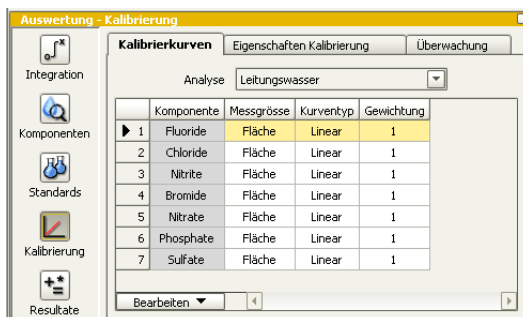 Auswertung - Kalibrierung
Integration
Komponenten
Standards
Kalibrierung
Resultate
Kalibrierkurven Eigenschaften Kalibrierung Überwachung
Analyse Leitungswasser
Komponente Messgrösse Kurventyp Gewichtung
1 Fluoride Fläche Linear 1
2 Chloride Fläche Linear 1
3 Nitrite Fläche Linear 1
4 Bromide Fläche Linear 1
5 Nitrate Fläche Linear 1
6 Phosphate Fläche Linear 1
7 Sulfate Fläche Linear 1
Bearbeiten